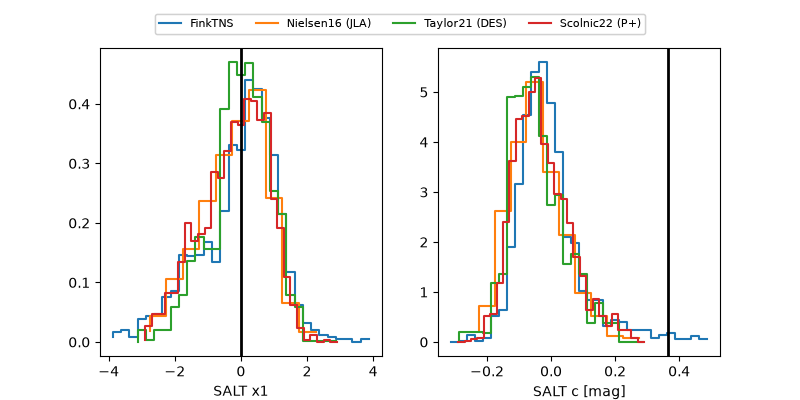 FinkTNS Nielsen16 (JLA) Taylor21 (DES) Scolnic22 (P+)
0.4
0.3
0.2
0.1
0.0
−4 −2 0 2 4
SALT x1
5
4
3
2
1
0
−0.2 0.0 0.2 0.4
SALT c [mag]